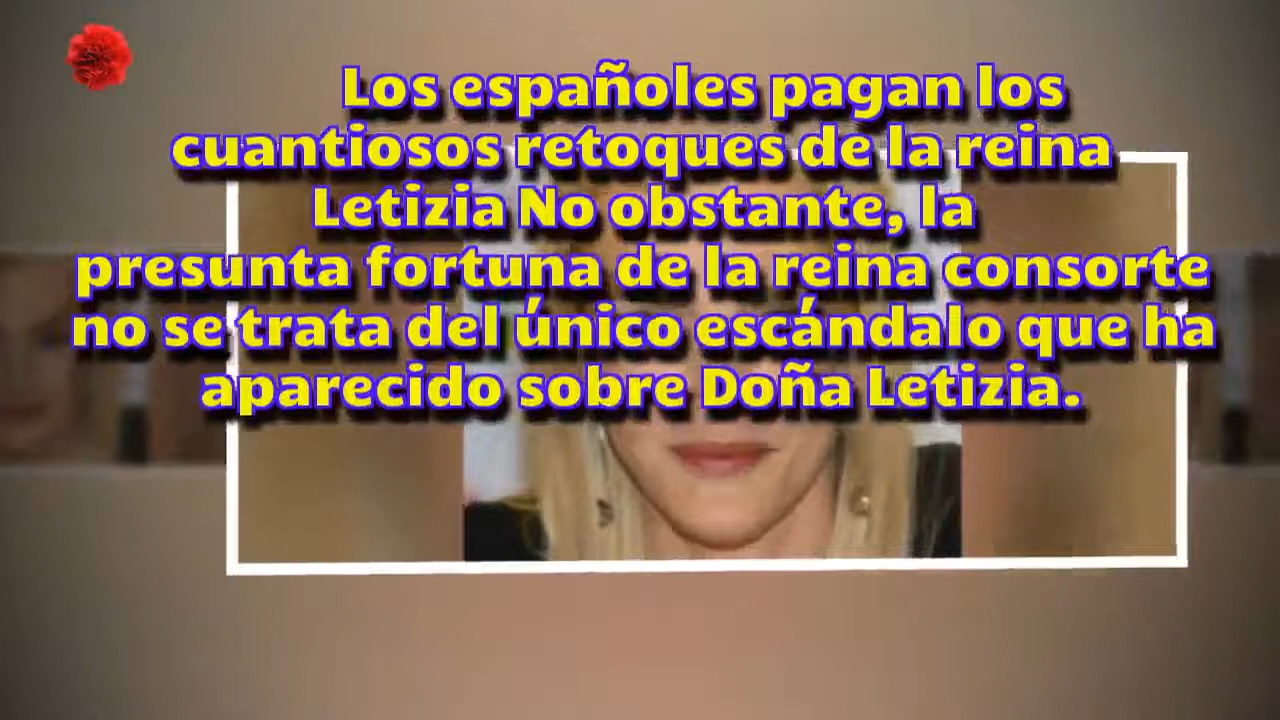 Los españoles pagan los
cuantiosos retoques de la reina
Letizia No obstante, la
presunta fortuna de la reina consorte
no se trata del único escándalo que ha
aparecido sobre Doña Letizia.